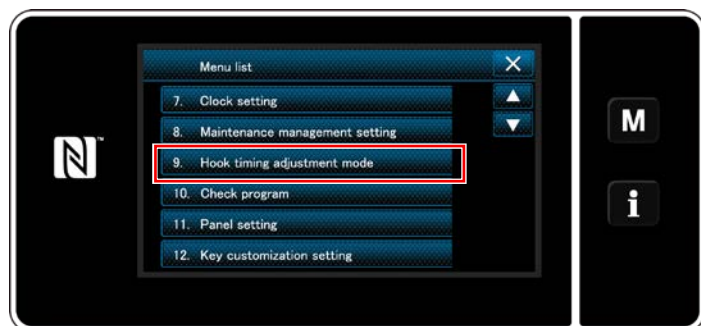 Menu list
7. Clock setting
8. Maintenance management setting
9. Hook timing adjustment mode
10. Check program
11. Panel setting
12. Key customization setting
N™
M
i